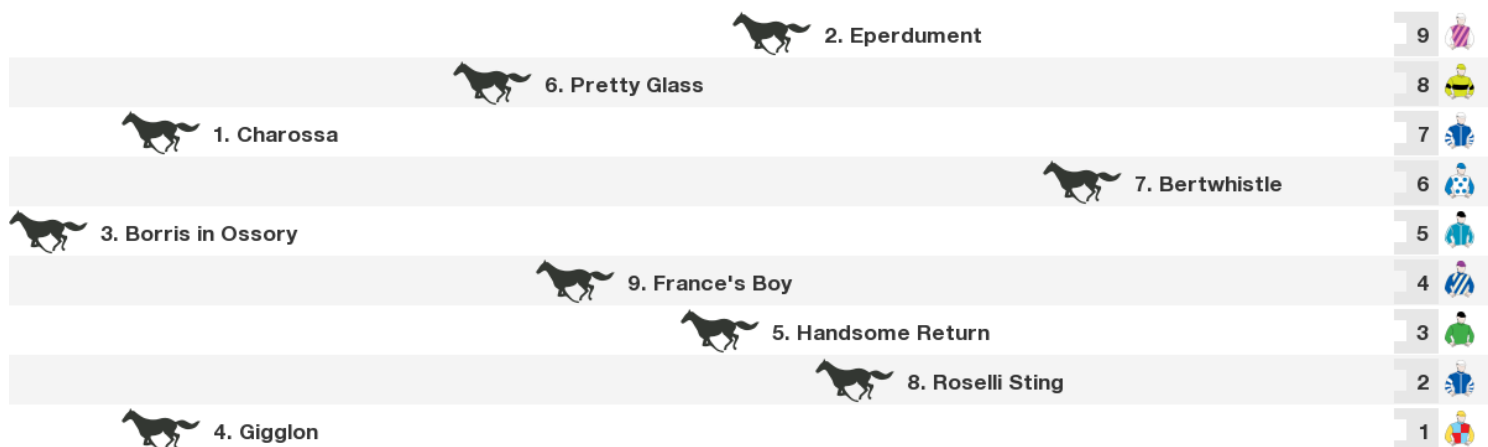 2. Eperdument 9
6. Pretty Glass 8
1. Charossa 7
7. Bertwhistle 6
3. Borris in Ossory 5
9. France's Boy 4
5. Handsome Return 3
8. Roselli Sting 2
4. Gigglon 1